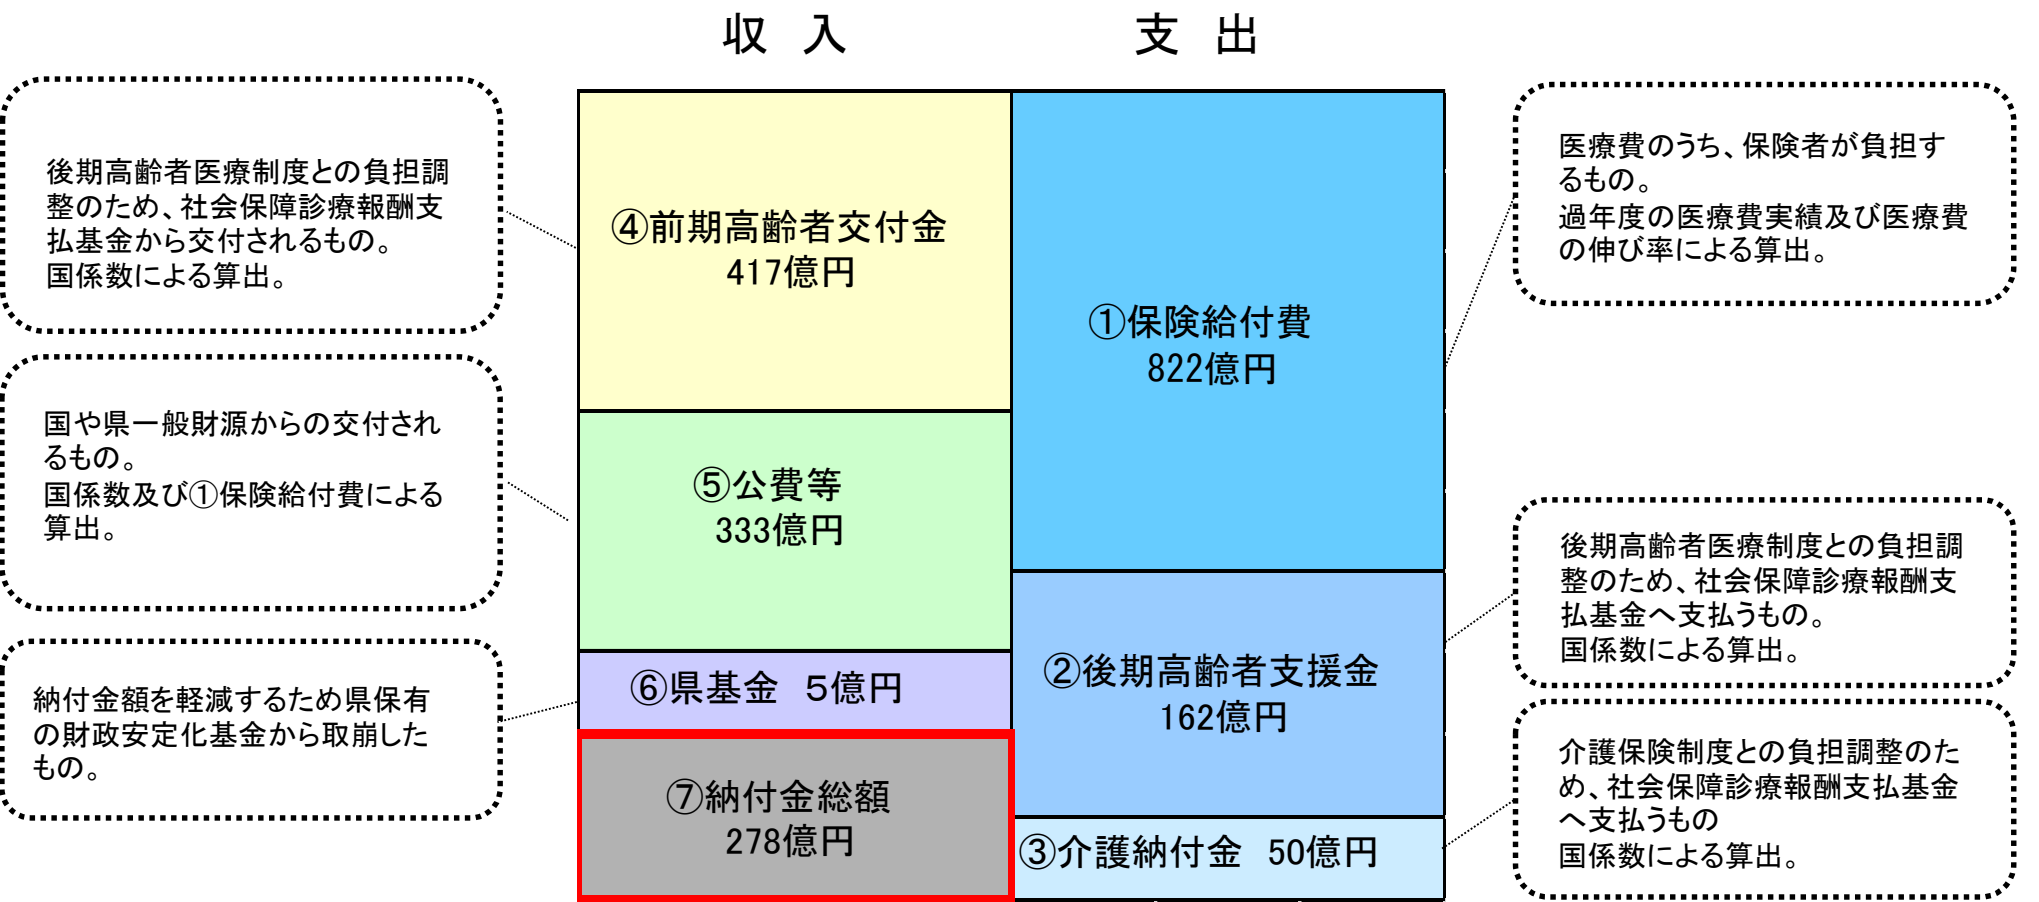 収 入
支 出
後期高齢者医療制度との負担調
整のため、社会保障診療報酬支
払基金から交付されるもの。
国係数による算出。
国や県一般財源からの交付され
るもの。
国係数及び①保険給付費による
算出。
納付金額を軽減するため県保有
の財政安定化基金から取崩した
もの。
④前期高齢者交付金
417億円
⑤公費等
333億円
⑥県基金 5億円
⑦納付金総額
278億円
①保険給付費
822億円
②後期高齢者支援金
162億円
③介護納付金 50億円
医療費のうち、保険者が負担す
るもの。
過年度の医療費実績及び医療費
の伸び率による算出。
後期高齢者医療制度との負担調
整のため、社会保障診療報酬支
払基金へ支払うもの。
国係数による算出。
介護保険制度との負担調整のた
め、社会保障診療報酬支払基金
へ支払うもの
国係数による算出。